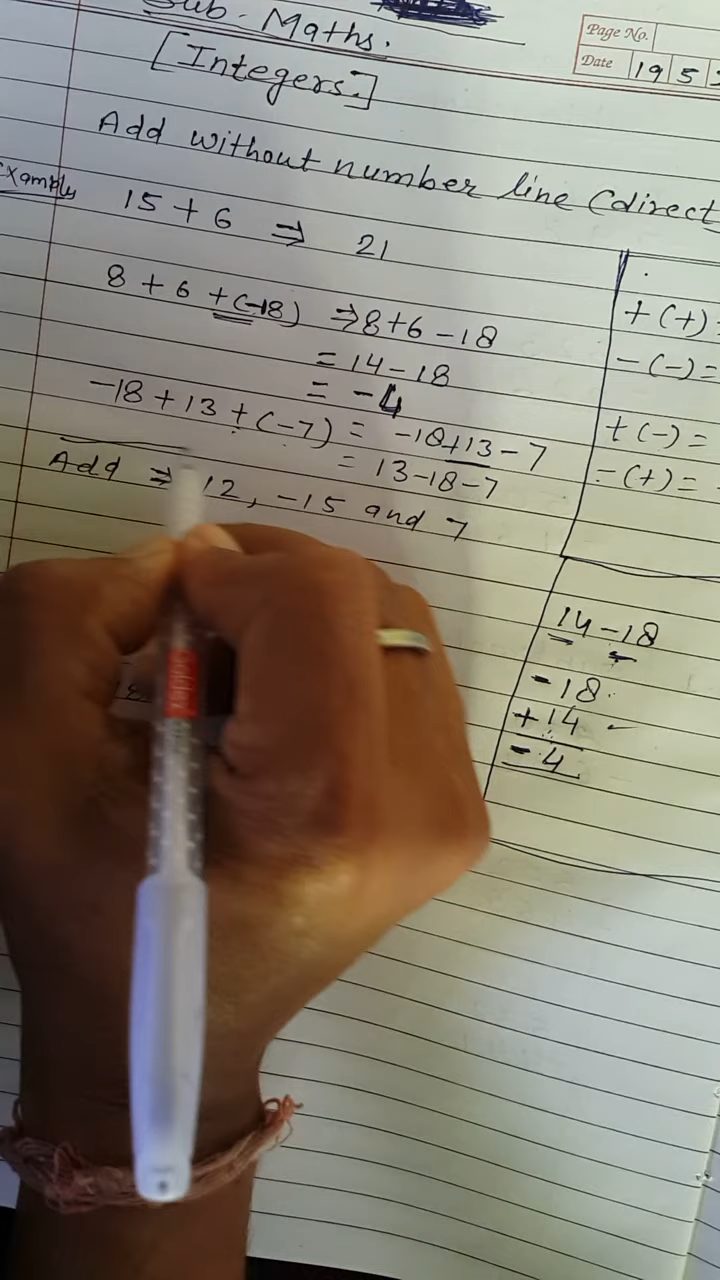 Sub - Maths.
Page No.
Date 19 5
[Integers.]
Add without number line (direct
Example
15 + 6 ⇒ 21
8 + 6 + (-18) ⇒ 8+6-18
= 14-18
= -4
-18 + 13 + (-7) = -18+13-7
= 13-18-7
Add ⇒ 12, -15 and 7
+ (+) =
- (-) =
+ (-) =
- (+) =
14-18
-18.
+14
-4